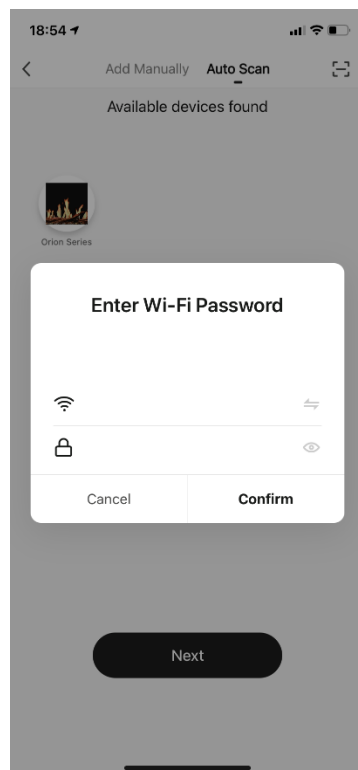 18:54
Add Manually Auto Scan
Available devices found
Orion Series
Enter Wi-Fi Password
Cancel Confirm
Next